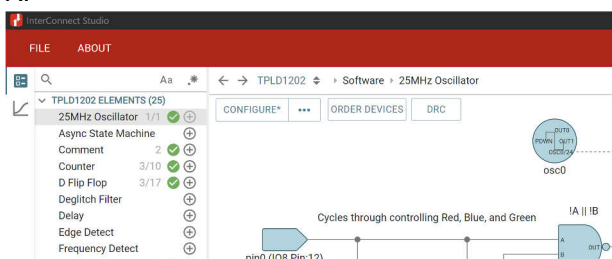 InterConnect Studio
FILE ABOUT
Aa .*
← → TPLD1202 › Software › 25MHz Oscillator
TPLD1202 ELEMENTS (25)
25MHz Oscillator 1/1
Async State Machine
Comment 2
Counter 3/10
D Flip Flop 3/17
Deglitch Filter
Delay
Edge Detect
Frequency Detect
CONFIGURE* ••• ORDER DEVICES DRC
OUT0
PDWN OUT1
OSC0/24
osc0
Cycles through controlling Red, Blue, and Green
!A || !B
A
OUT
B
pin0 (IO8 Pin:12)